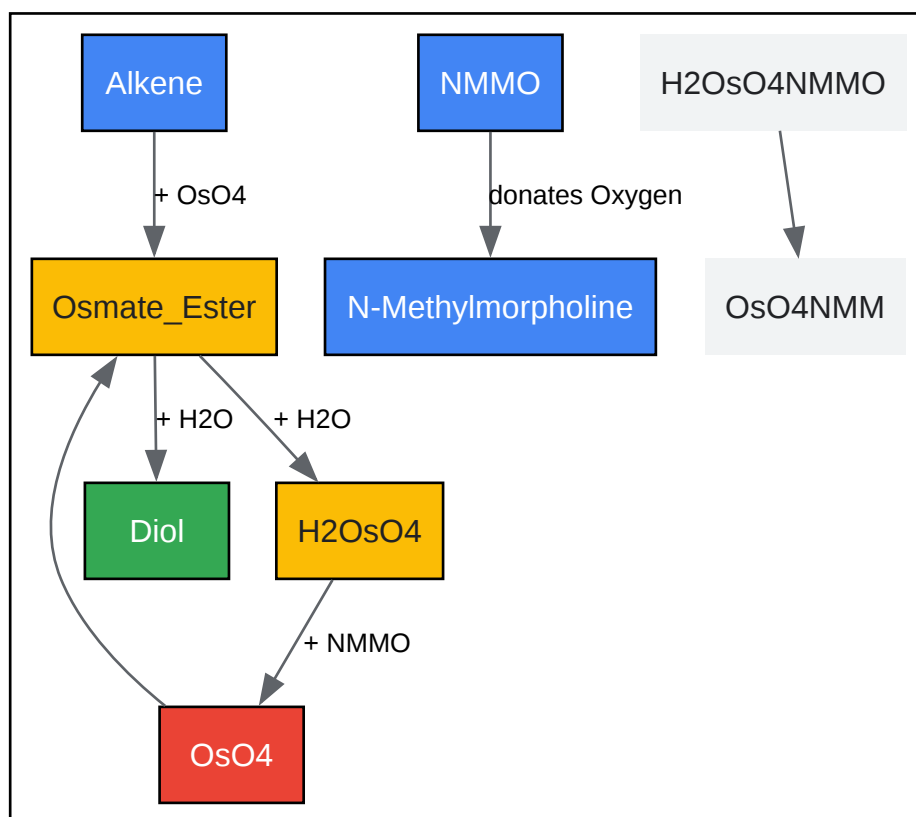 Alkene
NMMO
H2OsO4NMMO
+ OsO4
donates Oxygen
Osmate_Ester
N-Methylmorpholine
OsO4NMM
+ H2O
+ H2O
Diol
H2OsO4
+ NMMO
OsO4